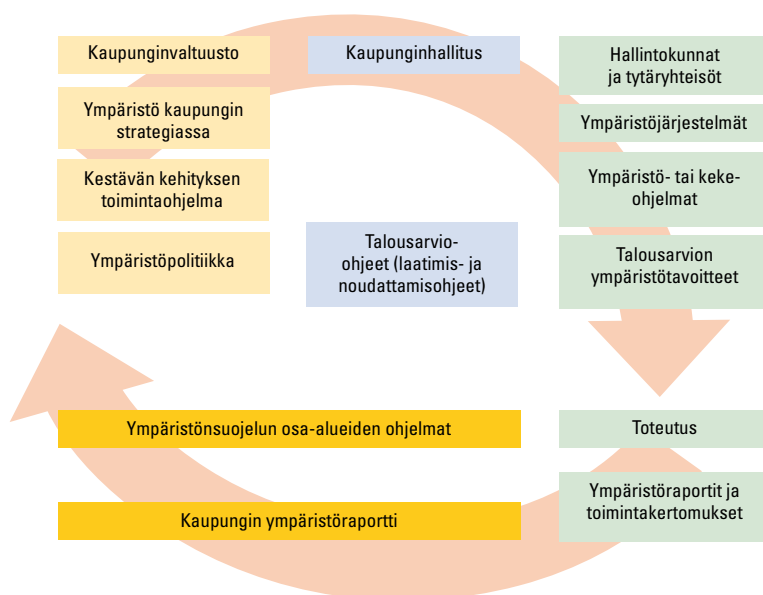 Kaupunginvaltuusto
Ympäristö kaupungin
strategiassa
Kestävän kehityksen
toimintaohjelma
Ympäristöpolitiikka
Kaupunginhallitus
Talousarvio-
ohjeet (laatimis- ja
noudattamisohjeet)
Hallintokunnat
ja tytäryhteisöt
Ympäristöjärjestelmät
Ympäristö- tai keke-
ohjelmat
Talousarvion
ympäristötavoitteet
Toteutus
Ympäristöraportit ja
toimintakertomukset
Ympäristönsuojelun osa-alueiden ohjelmat
Kaupungin ympäristöraportti